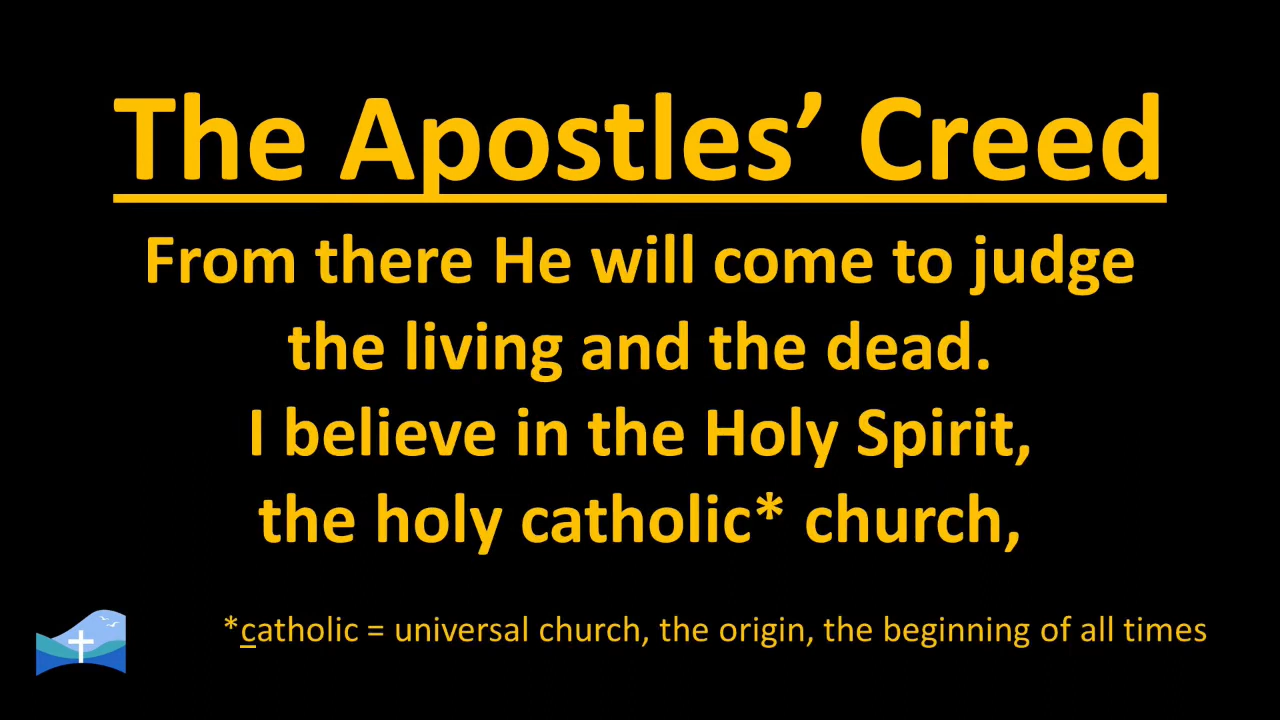 The Apostles’ Creed
From there He will come to judge
the living and the dead.
I believe in the Holy Spirit,
the holy catholic* church,
*catholic = universal church, the origin, the beginning of all times